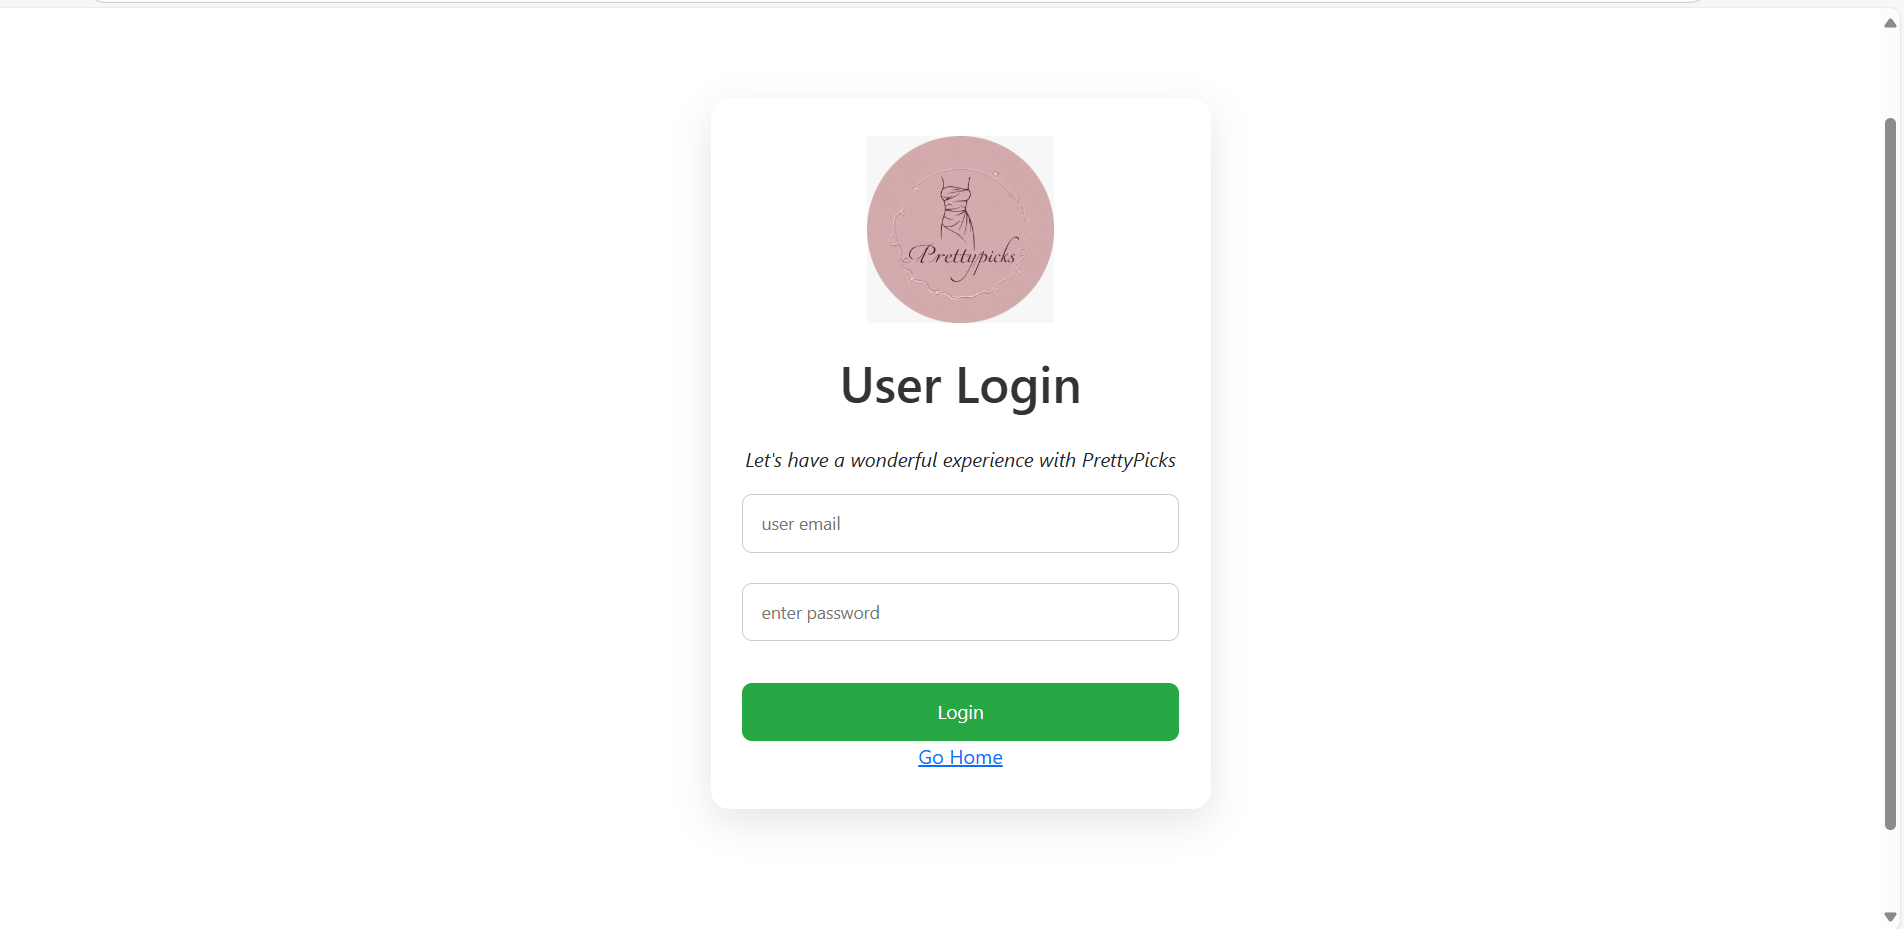 Prettypicks
User Login
Let's have a wonderful experience with PrettyPicks
user email
enter password
Login
Go Home